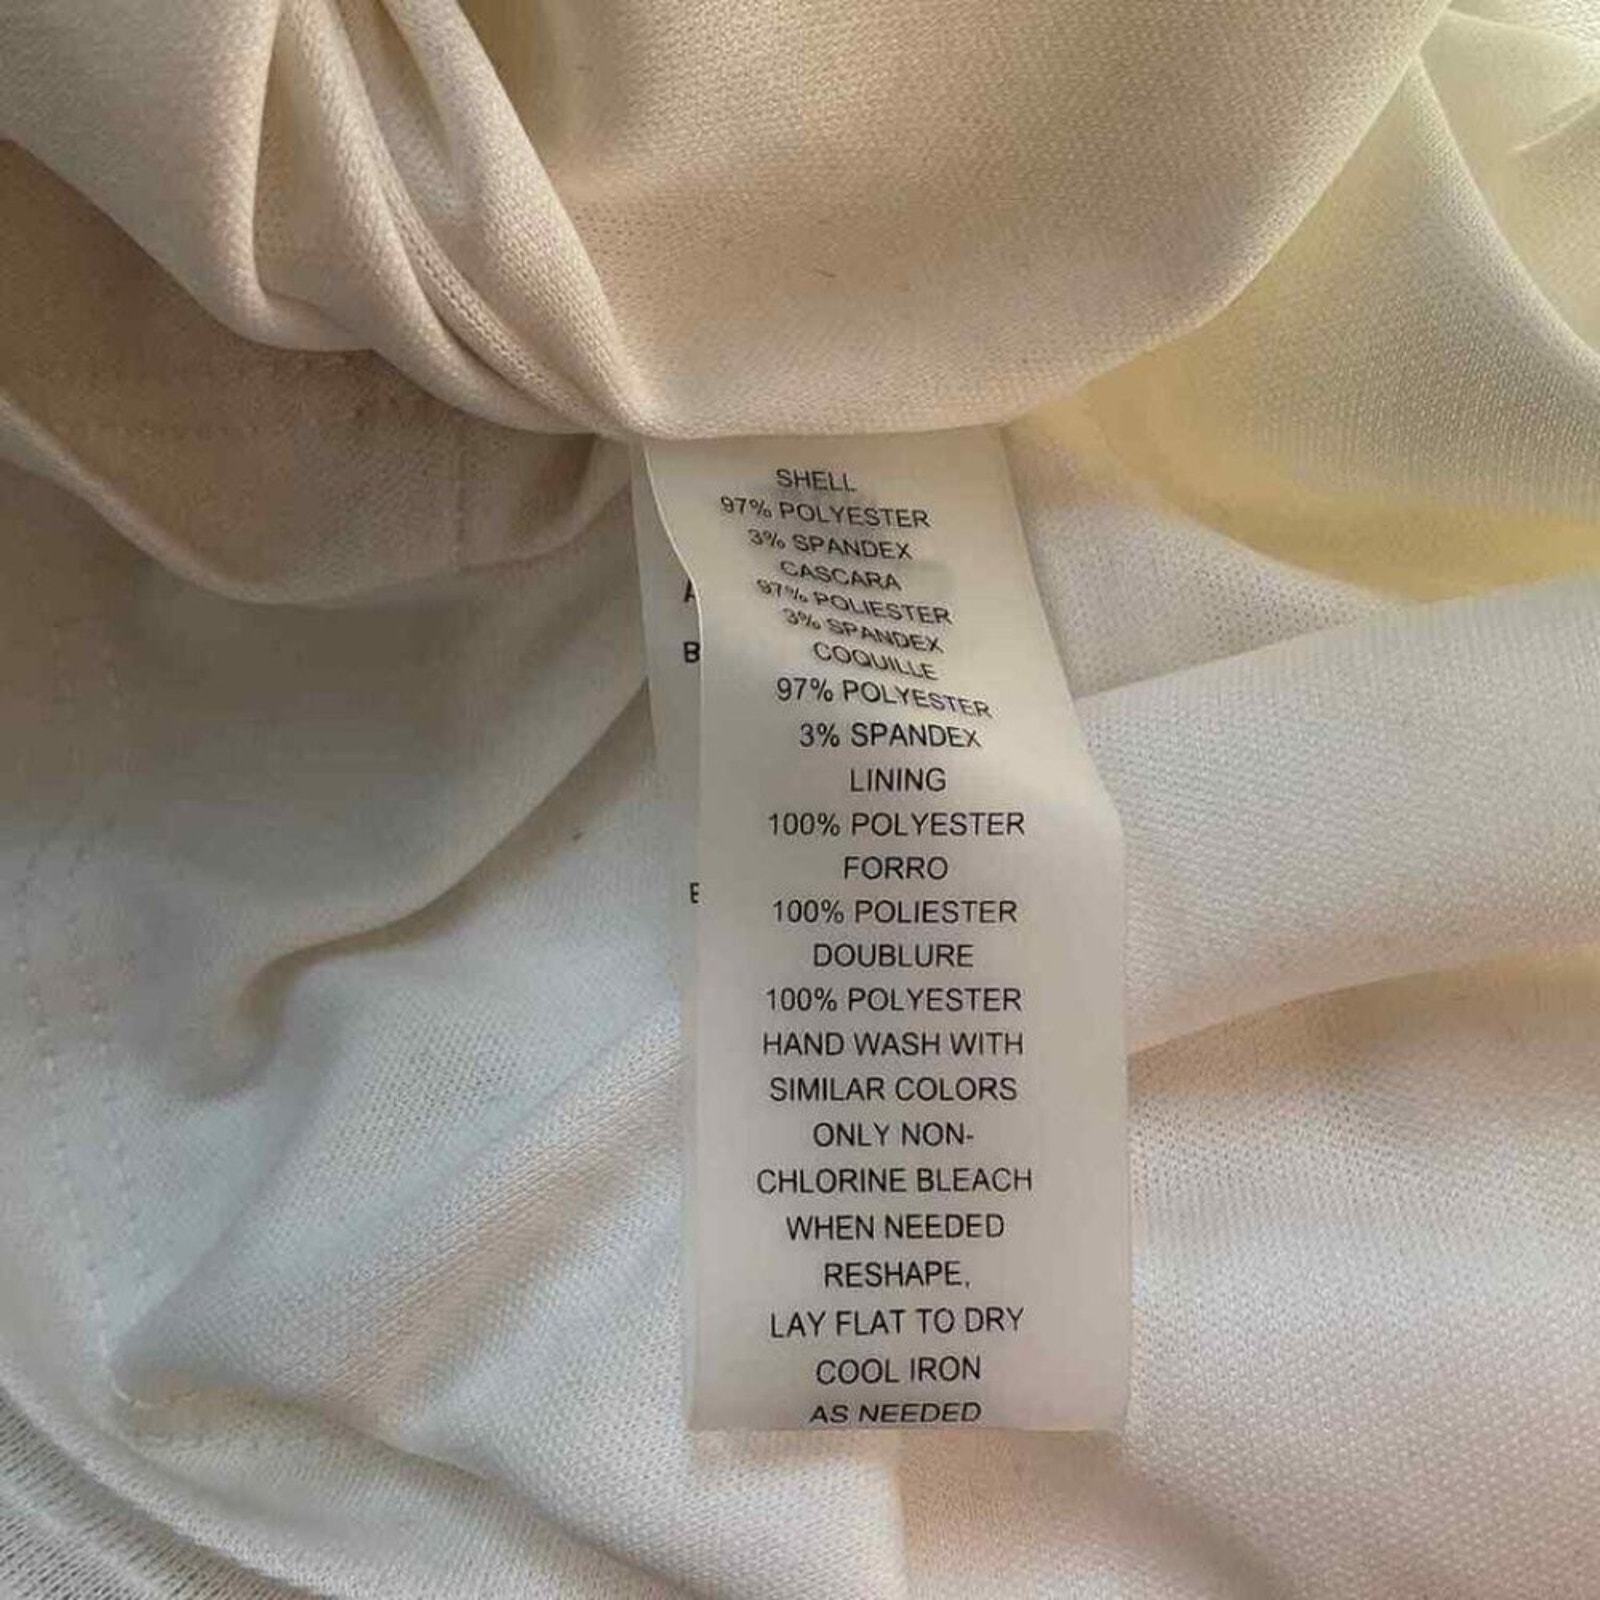 SHELL
97% POLYESTER
3% SPANDEX
CASCARA
97% POLIESTER
3% SPANDEX
COQUILLE
97% POLYESTER
3% SPANDEX
LINING
100% POLYESTER
FORRO
100% POLIESTER
DOUBLURE
100% POLYESTER
HAND WASH WITH
SIMILAR COLORS
ONLY NON-
CHLORINE BLEACH
WHEN NEEDED
RESHAPE,
LAY FLAT TO DRY
COOL IRON
AS NEEDED